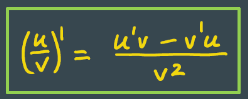 (u/v)' = (u'v - v'u)/v²